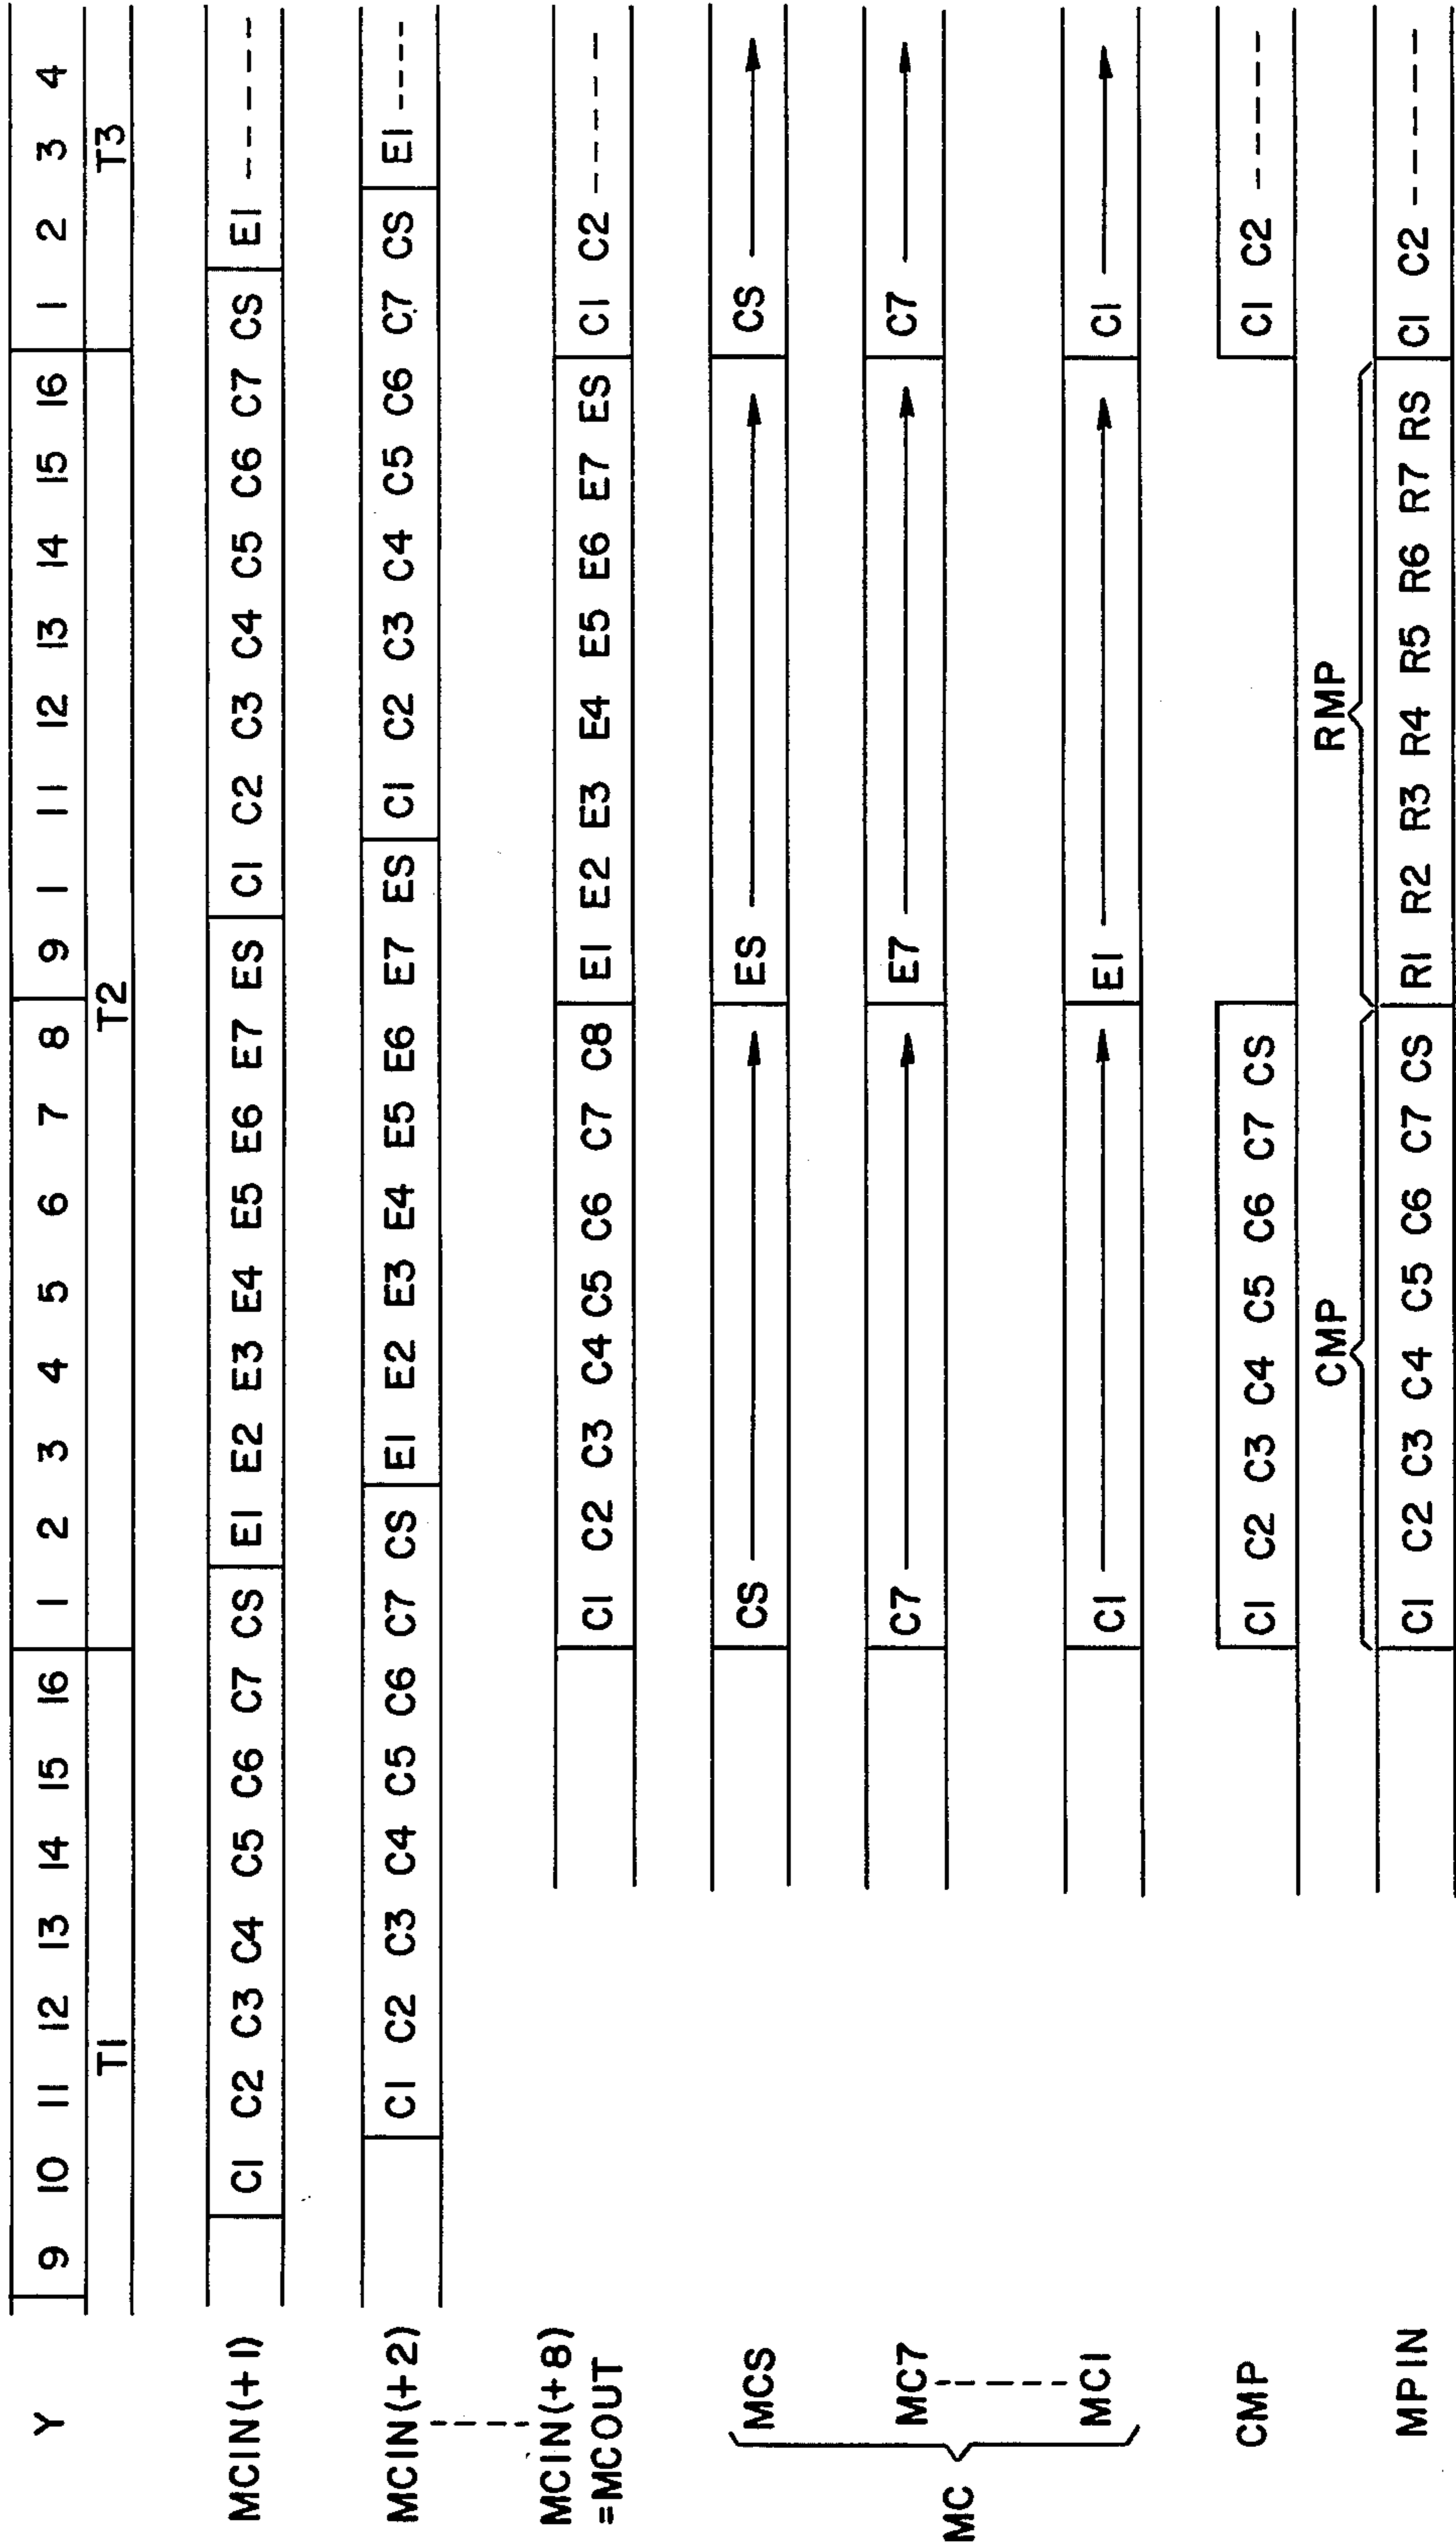 Y 9 10 11 12 13 14 15 16 1 2 3 4 5 6 7 8 9 1 11 12 13 14 15 16 1 2 3 4
T1 T2 T3
MCIN(+1) C1 C2 C3 C4 C5 C6 C7 CS E1 E2 E3 E4 E5 E6 E7 ES C1 C2 C3 C4 C5 C6 C7 CS E1 ------
MCIN(+2) C1 C2 C3 C4 C5 C6 C7 CS E1 E2 E3 E4 E5 E6 E7 ES C1 C2 C3 C4 C5 C6 C7 CS E1 ----
MCIN(+8) =MCOUT C1 C2 C3 C4 C5 C6 C7 C8 E1 E2 E3 E4 E5 E6 E7 ES C1 C2 ------
MC
MCS CS ES CS
MC7 C7 E7 C7
MC1 C1 E1 C1
CMP C1 C2 C3 C4 C5 C6 C7 CS C1 C2 ------
CMP RMP
MPIN C1 C2 C3 C4 C5 C6 C7 CS R1 R2 R3 R4 R5 R6 R7 RS C1 C2 ------